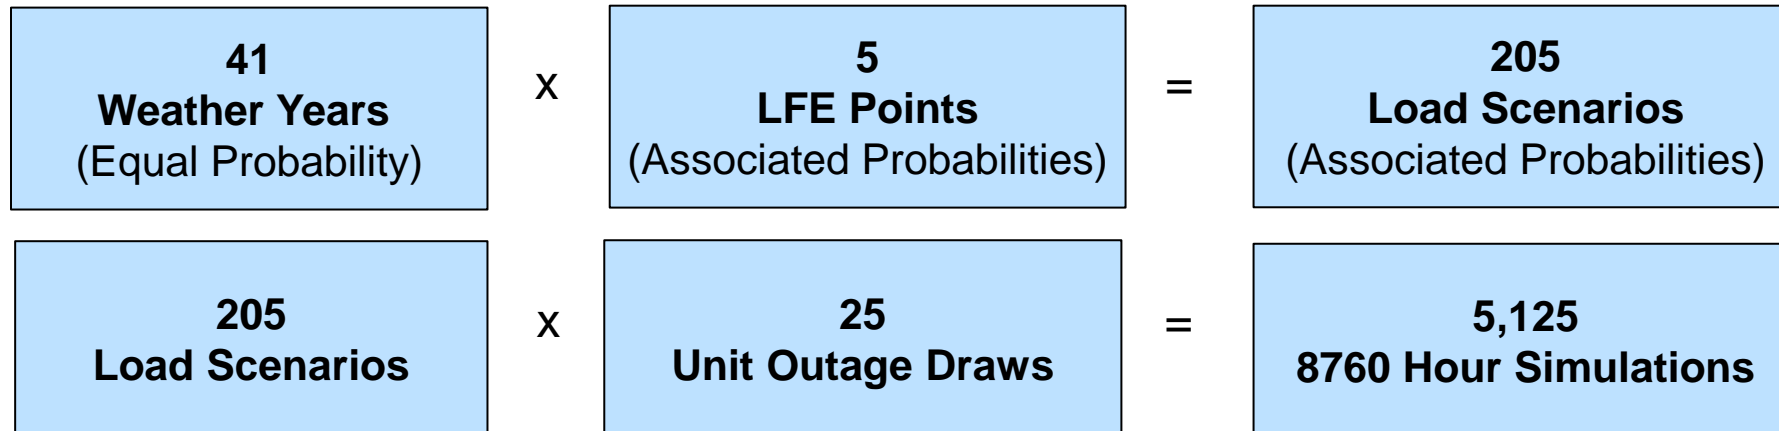 41
Weather Years
(Equal Probability)
x
5
LFE Points
(Associated Probabilities)
=
205
Load Scenarios
(Associated Probabilities)
205
Load Scenarios
x
25
Unit Outage Draws
=
5,125
8760 Hour Simulations